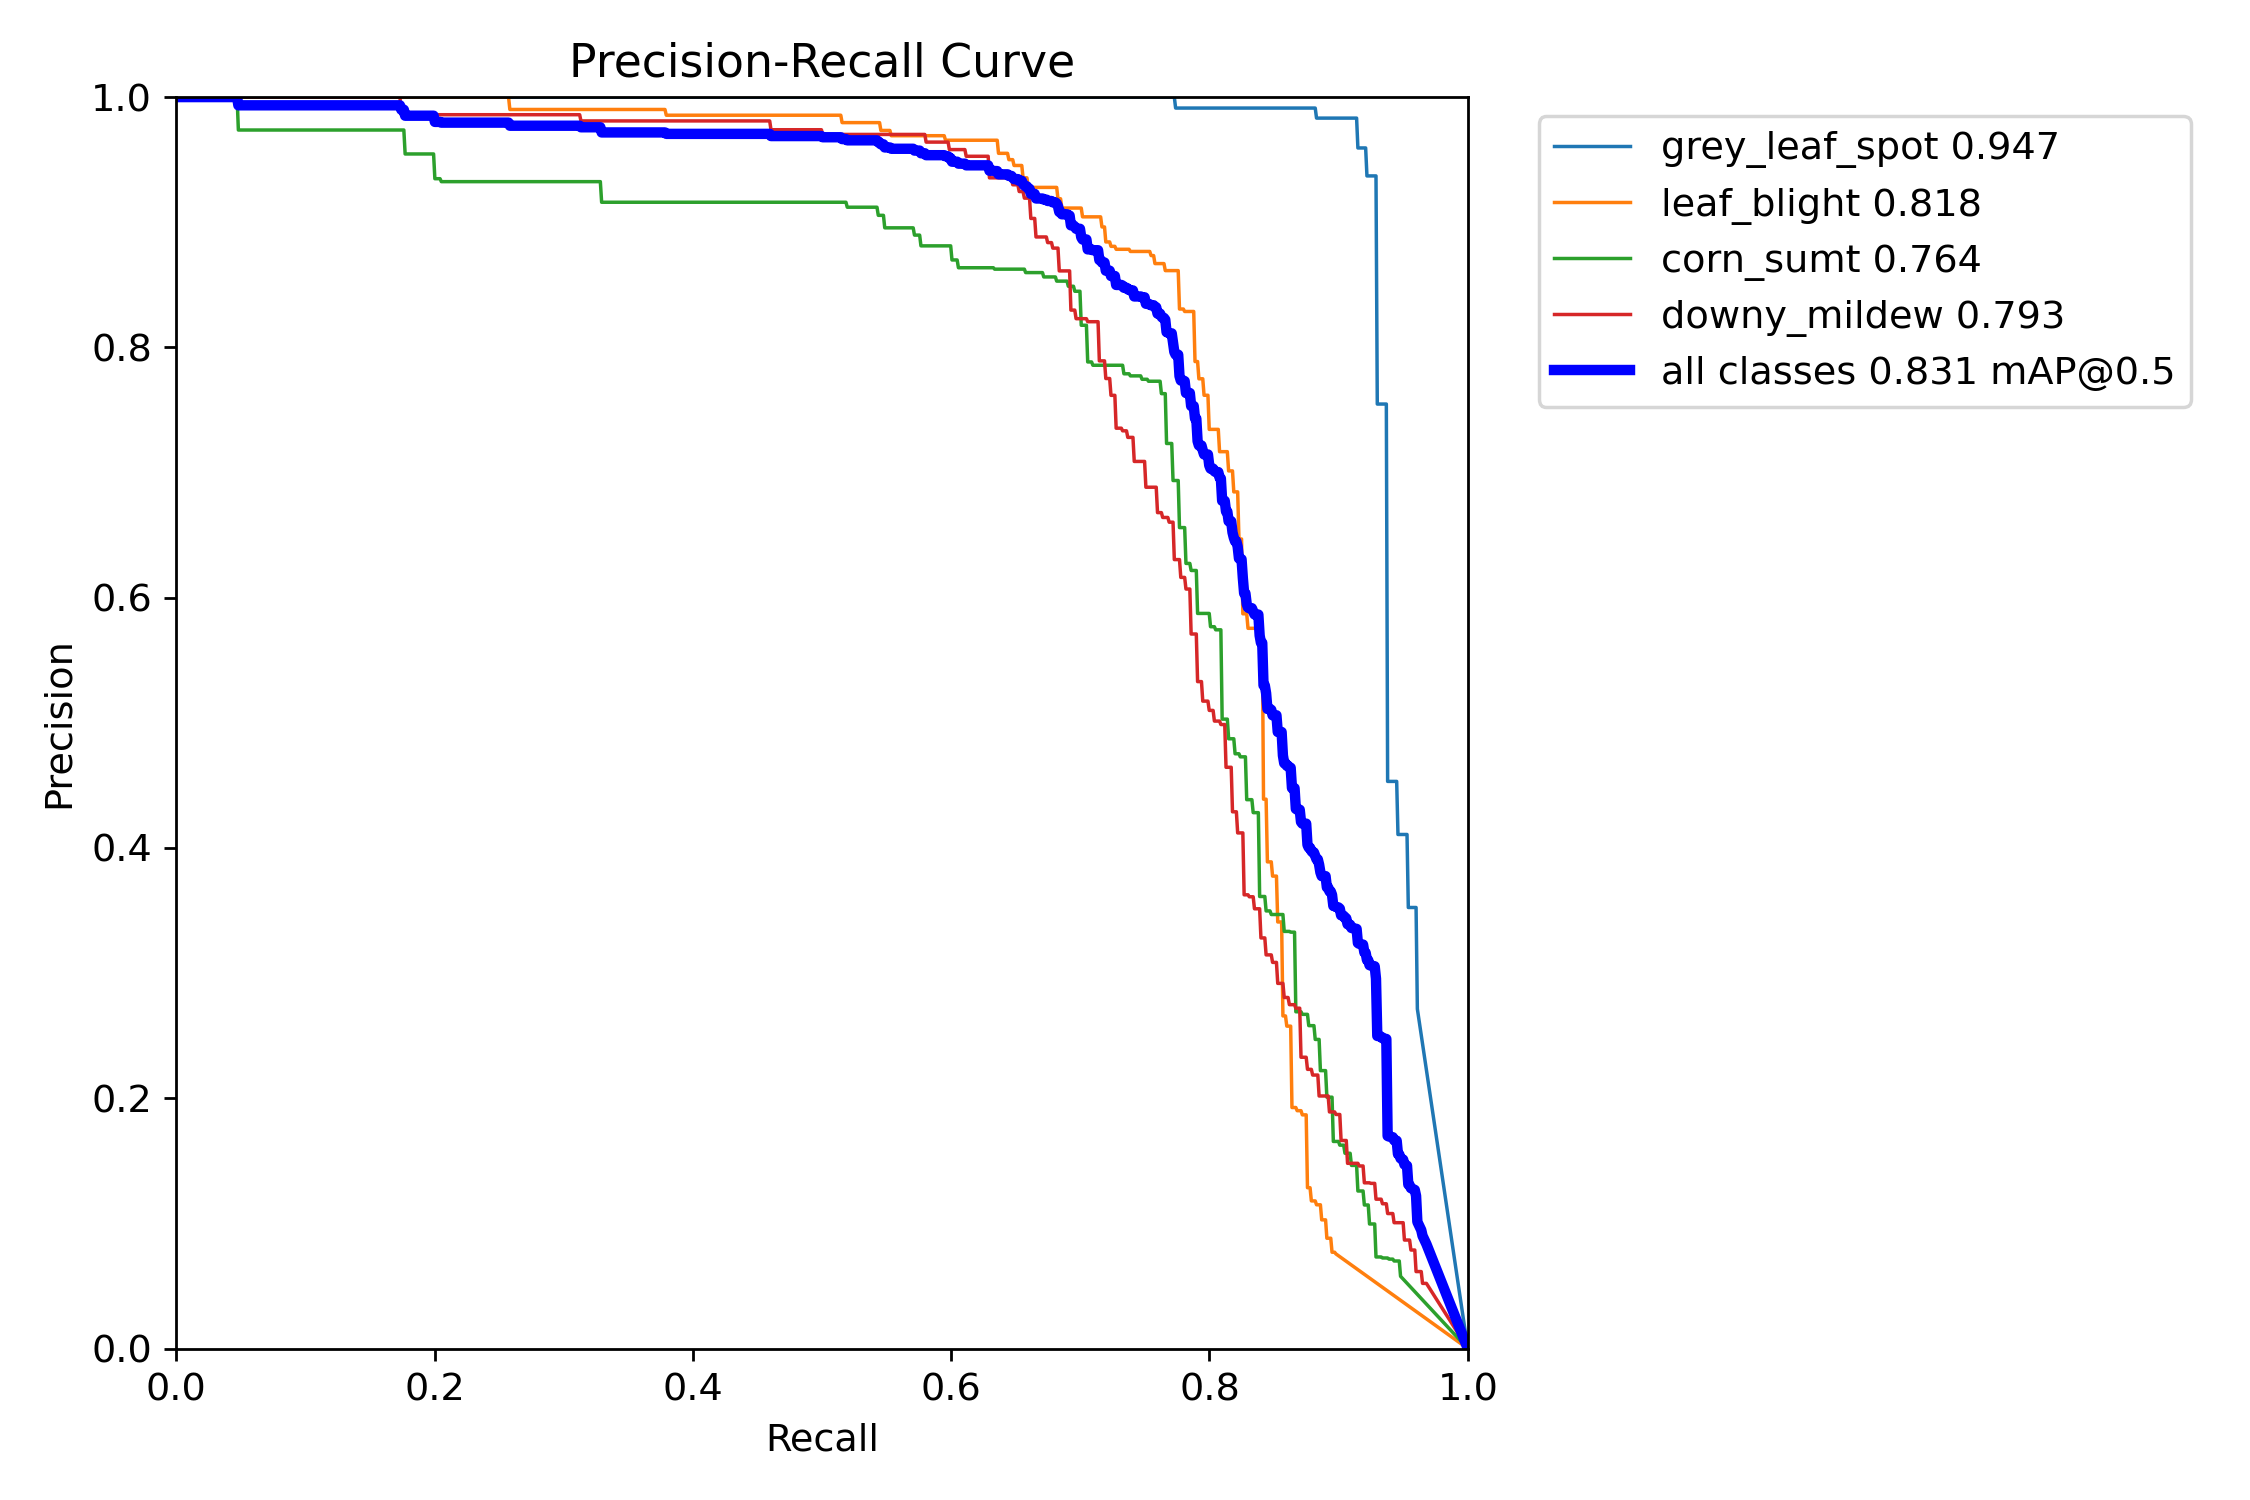 Precision-Recall Curve
1.0
0.8
0.6
0.4
0.2
0.0
Precision
0.0 0.2 0.4 0.6 0.8 1.0
Recall
grey_leaf_spot 0.947
leaf_blight 0.818
corn_sumt 0.764
downy_mildew 0.793
all classes 0.831 mAP@0.5